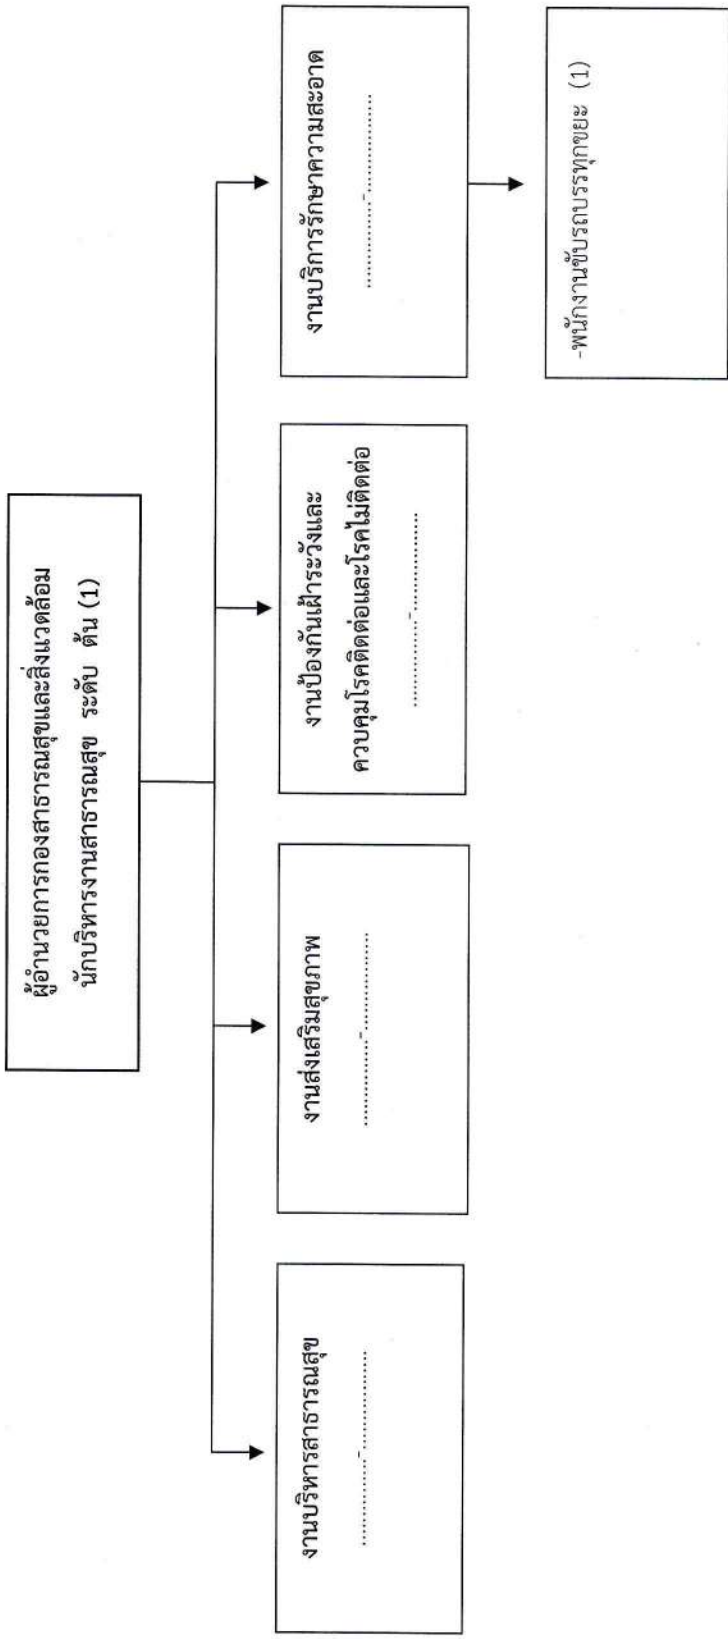 ผู้อำนวยการกองสาธารณสุขและสิ่งแวดล้อม
นักบริหารงานสาธารณสุข ระดับ ต้น (1)
งานบริหารสาธารณสุข
..................-..................
งานส่งเสริมสุขภาพ
..................-..................
งานป้องกันเฝ้าระวังและ
ควบคุมโรคติดต่อและโรคไม่ติดต่อ
..................-..................
งานบริการรักษาความสะอาด
..................-..................
-พนักงานขับรถบรรทุกขยะ (1)